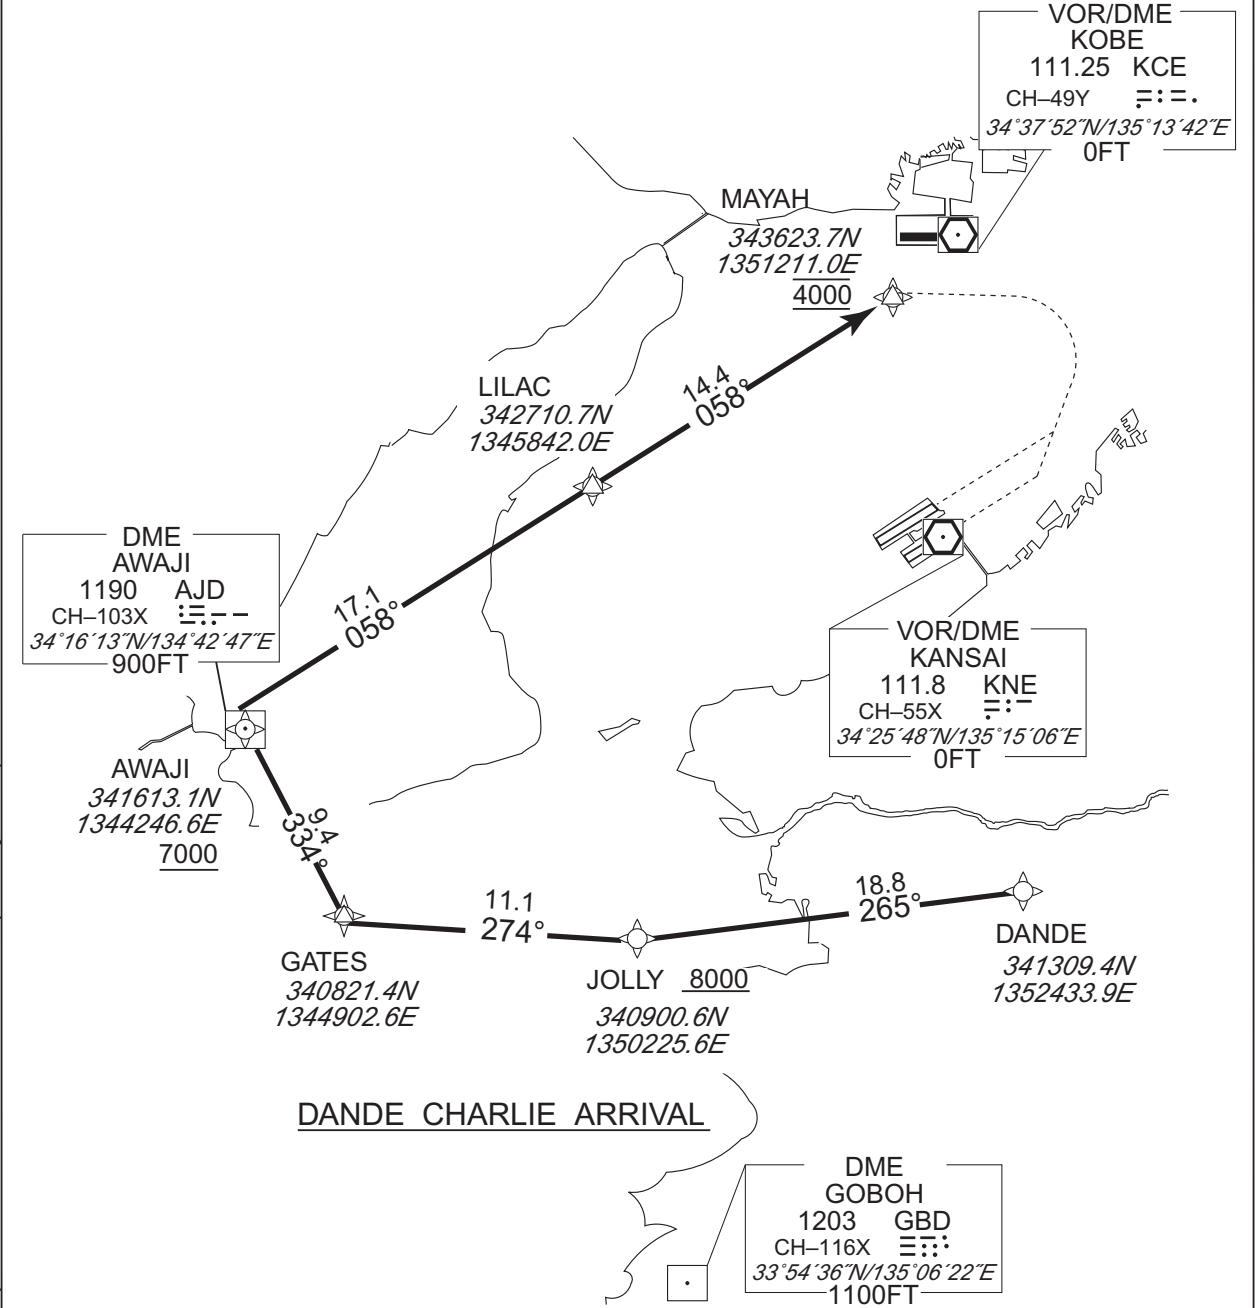 VOR/DME
KOBE
111.25 KCE
CH–49Y
34°37´52˝N/135°13´42˝E
0FT
MAYAH
343623.7N
1351211.0E
4000
14.4
058°
LILAC
342710.7N
1345842.0E
17.1
058°
DME
AWAJI
1190 AJD
CH–103X
34°16´13˝N/134°42´47˝E
900FT
VOR/DME
KANSAI
111.8 KNE
CH–55X
34°25´48˝N/135°15´06˝E
0FT
AWAJI
341613.1N
1344246.6E
7000
9.4
334°
11.1
274°
18.8
265°
GATES
340821.4N
1344902.6E
JOLLY 8000
340900.6N
1350225.6E
DANDE
341309.4N
1352433.9E
DANDE CHARLIE ARRIVAL
DME
GOBOH
1203 GBD
CH–116X
33°54´36˝N/135°06´22˝E
1100FT